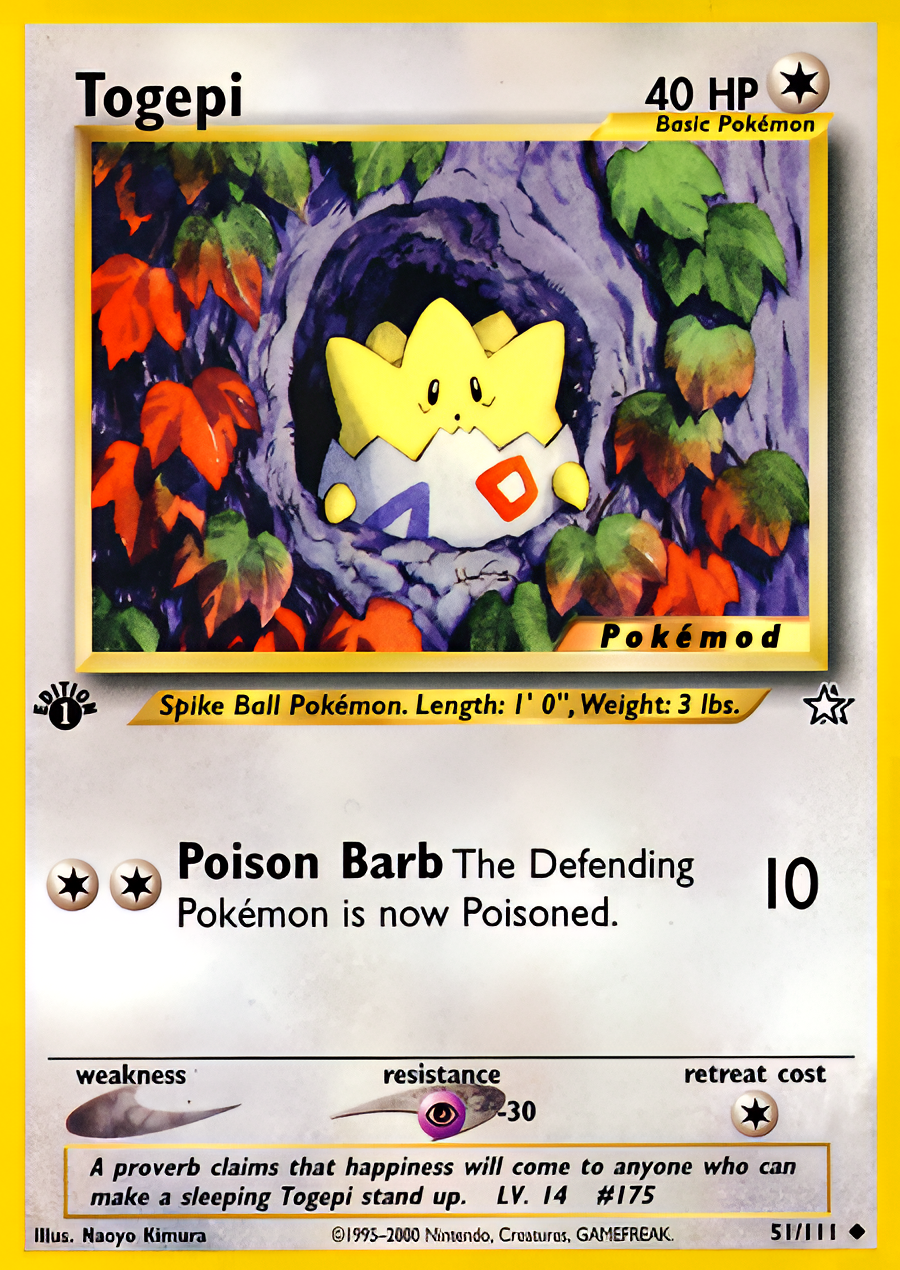 Togepi
40 HP
Basic Pokémon
Pokémod
EDITION
1
Spike Ball Pokémon. Length: 1' 0", Weight: 3 lbs.
Poison Barb The Defending
Pokémon is now Poisoned.
10
weakness
resistance
retreat cost
-30
A proverb claims that happiness will come to anyone who can
make a sleeping Togepi stand up. LV. 14 #175
Illus. Naoyo Kimura
©1995-2000 Nintendo, Creatures, GAMEFREAK.
51/111